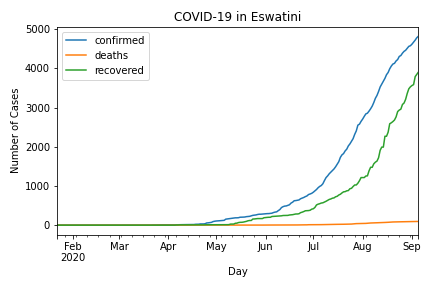 COVID-19 in Eswatini
confirmed
deaths
recovered
Number of Cases
5000
4000
3000
2000
1000
0
Feb Mar Apr May Jun Jul Aug Sep
2020
Day